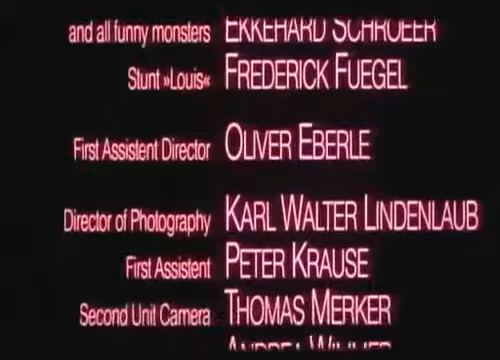 and all funny monsters EKKEHARD SCHROEER
Stunt »Louis« FREDERICK FUEGEL
First Assistent Director OLIVER EBERLE
Director of Photography KARL WALTER LINDENLAUB
First Assistent PETER KRAUSE
Second Unit Camera THOMAS MERKER